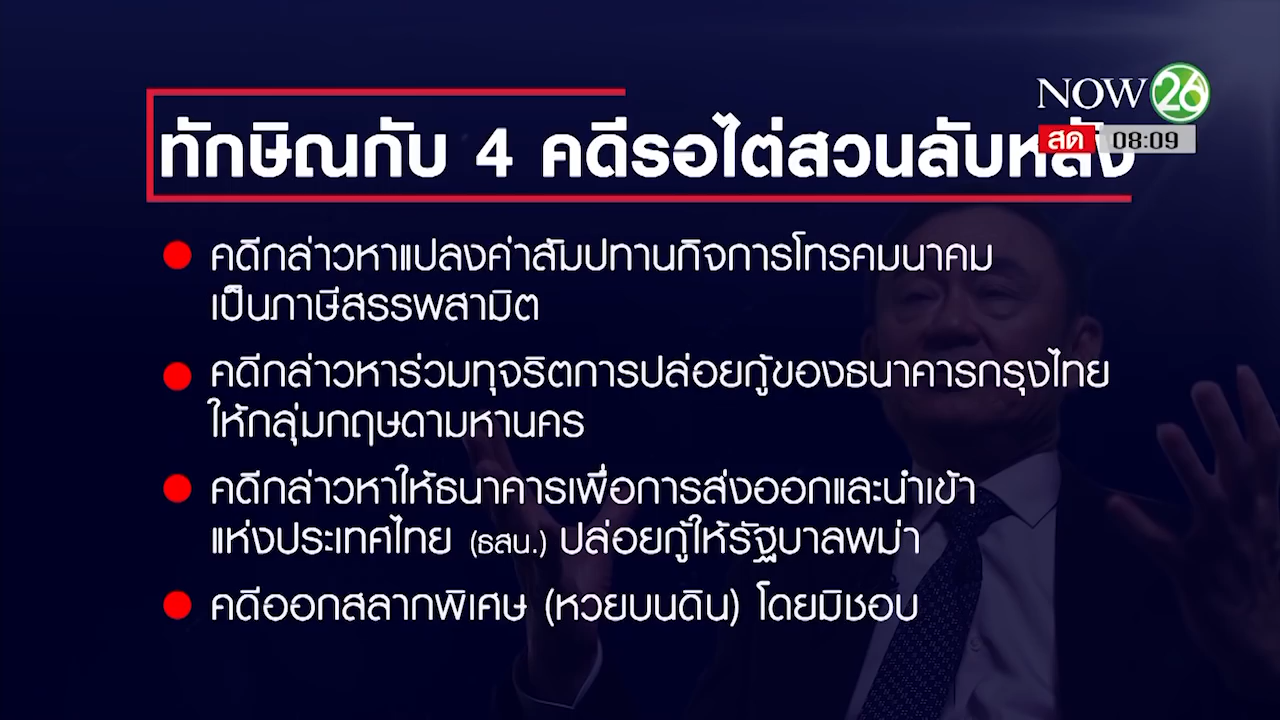 NOW 26
สด 08:09
ทักษิณกับ 4 คดีรอไต่สวนลับหลัง
คดีกล่าวหาแปลงค่าสัมปทานกิจการโทรคมนาคม
เป็นภาษีสรรพสามิต
คดีกล่าวหาร่วมทุจริตการปล่อยกู้ของธนาคารกรุงไทย
ให้กลุ่มกฤษดามหานคร
คดีกล่าวหาให้ธนาคารเพื่อการส่งออกและนำเข้า
แห่งประเทศไทย (ธสน.) ปล่อยกู้ให้รัฐบาลพม่า
คดีออกสลากพิเศษ (หวยบนดิน) โดยมิชอบ